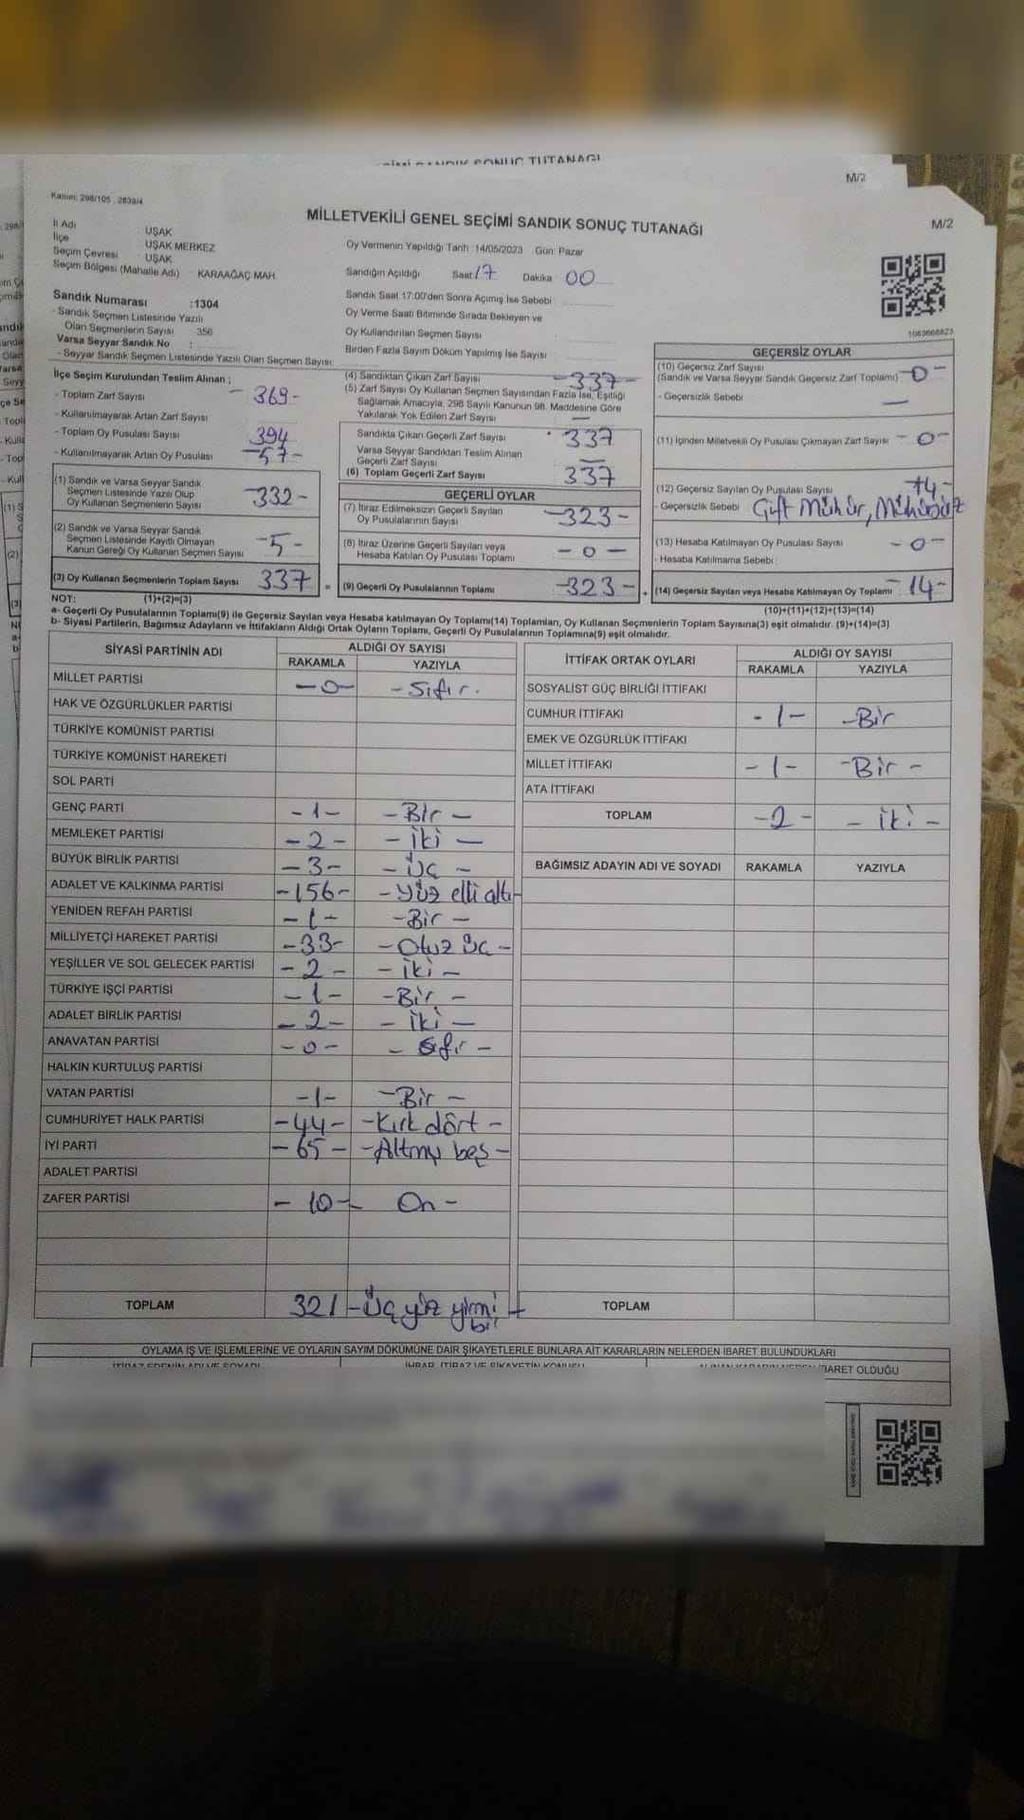 M/2
Kanun: 298/105 , 2839/4
MİLLETVEKİLİ GENEL SEÇİMİ SANDIK SONUÇ TUTANAĞI
M/2
İl Adı UŞAK
İlçe UŞAK MERKEZ
Seçim Çevresi UŞAK
Seçim Bölgesi (Mahalle Adı) KARAAĞAÇ MAH.
Oy Vermenin Yapıldığı Tarih :14/05/2023 Gün: Pazar
Sandığın Açıldığı Saat 17 Dakika 00
Sandık Saat 17:00'den Sonra Açılmış İse Sebebi
Oy Verme Saati Bitiminde Sırada Bekleyen ve
Oy Kullandırılan Seçmen Sayısı
Birden Fazla Sayım Döküm Yapılmış İse Sayısı
Sandık Numarası :1304
- Sandık Seçmen Listesinde Yazılı
Olan Seçmenlerin Sayısı 356
Varsa Seyyar Sandık No :
- Seyyar Sandık Seçmen Listesinde Yazılı Olan Seçmen Sayısı:
İlçe Seçim Kurulundan Teslim Alınan ;
- Toplam Zarf Sayısı - 369-
- Kullanılmayarak Artan Zarf Sayısı
- Toplam Oy Pusulası Sayısı 394
- Kullanılmayarak Artan Oy Pusulası -57-
(1) Sandık ve Varsa Seyyar Sandık
Seçmen Listesinde Yazılı Olup
Oy Kullanan Seçmenlerin Sayısı -332-
(2) Sandık ve Varsa Seyyar Sandık
Seçmen Listesinde Kayıtlı Olmayan
Kanun Gereği Oy Kullanan Seçmen Sayısı -5-
(3) Oy Kullanan Seçmenlerin Toplam Sayısı 337
(4) Sandıktan Çıkan Zarf Sayısı -337-
(5) Zarf Sayısı Oy Kullanan Seçmen Sayısından Fazla İse, Eşitliği
Sağlamak Amacıyla, 298 Sayılı Kanunun 98. Maddesine Göre
Yakılarak Yok Edilen Zarf Sayısı —
Sandıkta Çıkan Geçerli Zarf Sayısı 337
Varsa Seyyar Sandıktan Teslim Alınan
Geçerli Zarf Sayısı —
(6) Toplam Geçerli Zarf Sayısı 337
GEÇERLİ OYLAR
(7) İtiraz Edilmeksizin Geçerli Sayılan
Oy Pusulalarının Sayısı -323-
(8) İtiraz Üzerine Geçerli Sayılan veya
Hesaba Katılan Oy Pusulası Toplamı - 0 -
(9) Geçerli Oy Pusulalarının Toplamı -323-
1063666823
GEÇERSİZ OYLAR
(10) Geçersiz Zarf Sayısı
(Sandık ve Varsa Seyyar Sandık Geçersiz Zarf Toplamı) - 0 -
- Geçersizlik Sebebi —
(11) İçinden Milletvekili Oy Pusulası Çıkmayan Zarf Sayısı - 0-
(12) Geçersiz Sayılan Oy Pusulası Sayısı 14-
- Geçersizlik Sebebi Çift Mühür, Mühürsüz
(13) Hesaba Katılmayan Oy Pusulası Sayısı - 0 -
- Hesaba Katılmama Sebebi :
(14) Geçersiz Sayılan veya Hesaba Katılmayan Oy Toplamı - 14-
NOT: (1)+(2)=(3) (10)+(11)+(12)+(13)=(14)
a- Geçerli Oy Pusulalarının Toplamı(9) ile Geçersiz Sayılan veya Hesaba katılmayan Oy Toplamı(14) Toplamları, Oy Kullanan Seçmenlerin Toplam Sayısına(3) eşit olmalıdır. (9)+(14)=(3)
b- Siyasi Partilerin, Bağımsız Adayların ve İttifakların Aldığı Ortak Oyların Toplamı, Geçerli Oy Pusulalarının Toplamına(9) eşit olmalıdır.
SİYASİ PARTİNİN ADI ALDIĞI OY SAYISI
RAKAMLA YAZIYLA
MİLLET PARTİSİ -0- - Sıfır.
HAK VE ÖZGÜRLÜKLER PARTİSİ
TÜRKİYE KOMÜNİST PARTİSİ
TÜRKİYE KOMÜNİST HAREKETİ
SOL PARTİ
GENÇ PARTİ -1- - Bir -
MEMLEKET PARTİSİ -2- - İki -
BÜYÜK BİRLİK PARTİSİ -3- - Üç -
ADALET VE KALKINMA PARTİSİ -156- - Yüz elli altı-
YENİDEN REFAH PARTİSİ -1- -Bir -
MİLLİYETÇİ HAREKET PARTİSİ -33- -Otuz üç -
YEŞİLLER VE SOL GELECEK PARTİSİ - 2 - - İki -
TÜRKİYE İŞÇİ PARTİSİ -1- -Bir -
ADALET BİRLİK PARTİSİ - 2- - İki -
ANAVATAN PARTİSİ -0- - Sıfır -
HALKIN KURTULUŞ PARTİSİ
VATAN PARTİSİ -1- -Bir -
CUMHURİYET HALK PARTİSİ -44- -Kırk dört -
İYİ PARTİ - 65 - -Altmış beş -
ADALET PARTİSİ
ZAFER PARTİSİ - 10- On -
TOPLAM 321 -Üç yüz yirmi bir
İTTİFAK ORTAK OYLARI ALDIĞI OY SAYISI
RAKAMLA YAZIYLA
SOSYALİST GÜÇ BİRLİĞİ İTTİFAKI
CUMHUR İTTİFAKI - 1- -Bir
EMEK VE ÖZGÜRLÜK İTTİFAKI
MİLLET İTTİFAKI - 1- -Bir -
ATA İTTİFAKI
TOPLAM -2- - İki -
BAĞIMSIZ ADAYIN ADI VE SOYADI RAKAMLA YAZIYLA
TOPLAM
OYLAMA İŞ VE İŞLEMLERİNE VE OYLARIN SAYIM DÖKÜMÜNE DAİR ŞİKAYETLERLE BUNLARA AİT KARARLARIN NELERDEN İBARET BULUNDUKLARI